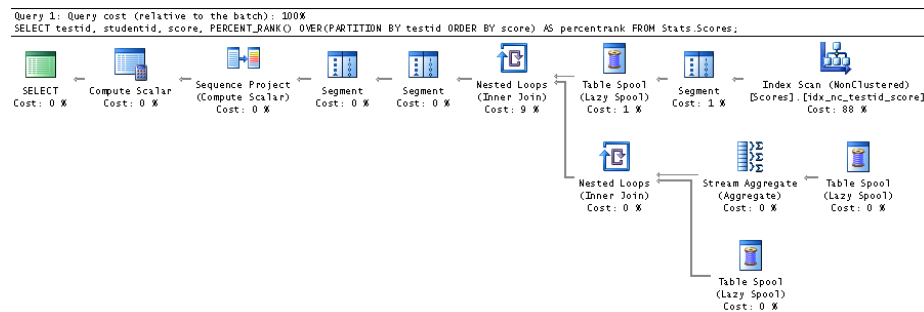 Query 1: Query cost (relative to the batch): 100%
SELECT testid, studentid, score, PERCENT_RANK() OVER(PARTITION BY testid ORDER BY score) AS percentrank FROM Stats.Scores;
SELECT
Cost: 0 %
Compute Scalar
Cost: 0 %
Sequence Project
(Compute Scalar)
Cost: 0 %
Segment
Cost: 0 %
Segment
Cost: 0 %
Nested Loops
(Inner Join)
Cost: 9 %
Table Spool
(Lazy Spool)
Cost: 1 %
Segment
Cost: 1 %
Index Scan (NonClustered)
[Scores].[idx_nc_testid_score]
Cost: 88 %
Nested Loops
(Inner Join)
Cost: 0 %
Stream Aggregate
(Aggregate)
Cost: 0 %
Table Spool
(Lazy Spool)
Cost: 0 %
Table Spool
(Lazy Spool)
Cost: 0 %